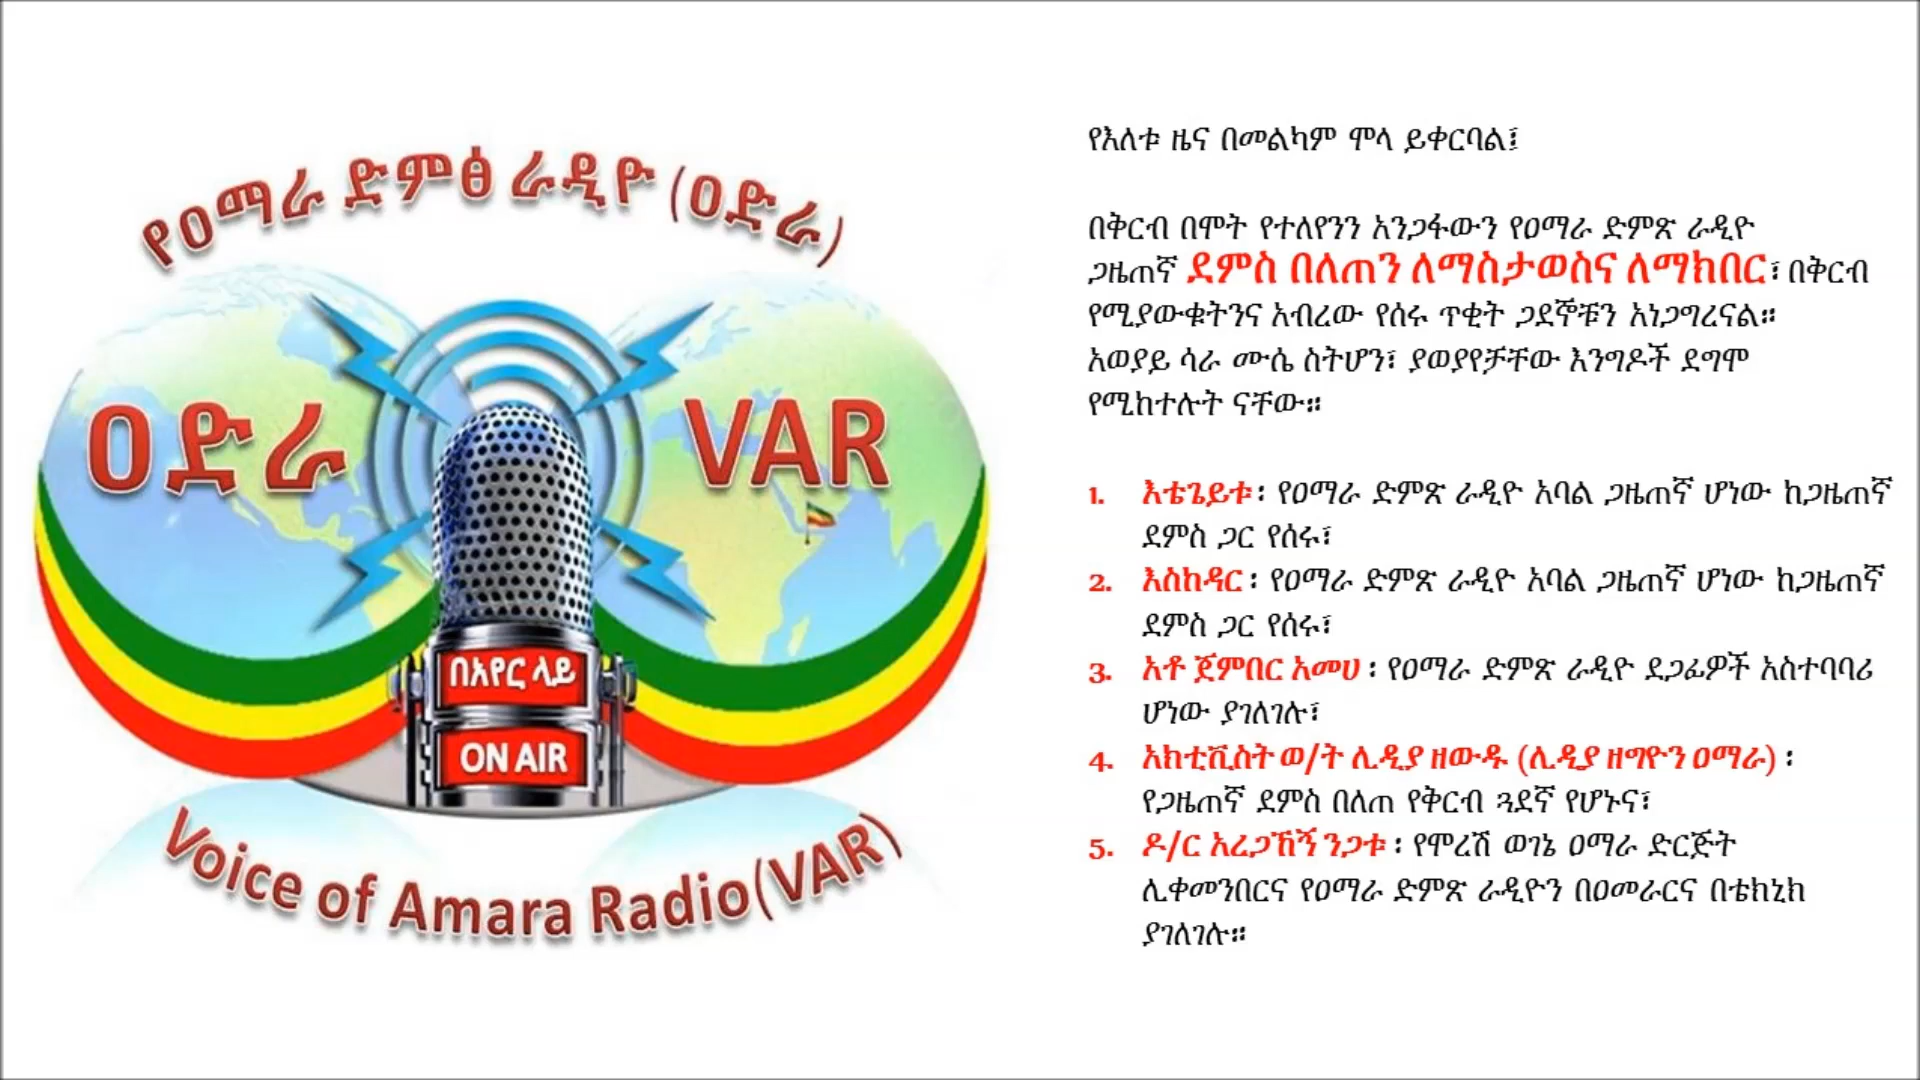 የዐማራ ድምፅ ራዲዮ (ዐድራ)
ዐድራ
VAR
በአየር ላይ
ON AIR
Voice of Amara Radio(VAR)
የእለቱ ዜና በመልካም ሞላ ይቀርባል፤
በቅርብ በሞት የተለየንን አንጋፋውን የዐማራ ድምጽ ራዲዮ
ጋዜጠኛ ደምስ በለጠን ለማስታወስና ለማክበር፣ በቅርብ
የሚያውቁትንና አብረው የሰሩ ጥቂት ጋደኞቹን አነጋግረናል።
አወያይ ሳራ ሙሴ ስትሆን፣ ያወያየቻቸው እንግዶች ደግሞ
የሚከተሉት ናቸው።
1. እቴጌይቱ ፡ የዐማራ ድምጽ ራዲዮ አባል ጋዜጠኛ ሆነው ከጋዜጠኛ
ደምስ ጋር የሰሩ፣
2. እስከዳር ፡ የዐማራ ድምጽ ራዲዮ አባል ጋዜጠኛ ሆነው ከጋዜጠኛ
ደምስ ጋር የሰሩ፣
3. አቶ ጀምበር አመሀ ፡ የዐማራ ድምጽ ራዲዮ ደጋፊዎች አስተባባሪ
ሆነው ያገለገሉ፣
4. አክቲቪስት ወ/ት ሊዲያ ዘውዱ (ሊዲያ ዘግዮን ዐማራ) ፡
የጋዜጠኛ ደምስ በለጠ የቅርብ ጓደኛ የሆኑና፣
5. ዶ/ር አረጋኸኝ ንጋቱ ፡ የሞረሽ ወገኔ ዐማራ ድርጅት
ሊቀመንበርና የዐማራ ድምጽ ራዲዮን በዐመራርና በቴክኒክ
ያገለገሉ።